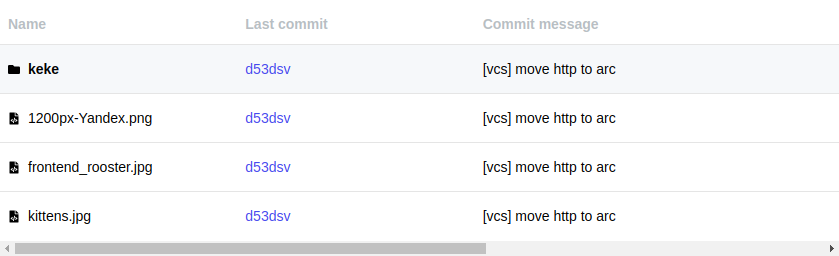 Name Last commit Commit message
keke d53dsv [vcs] move http to arc
1200px-Yandex.png d53dsv [vcs] move http to arc
frontend_rooster.jpg d53dsv [vcs] move http to arc
kittens.jpg d53dsv [vcs] move http to arc